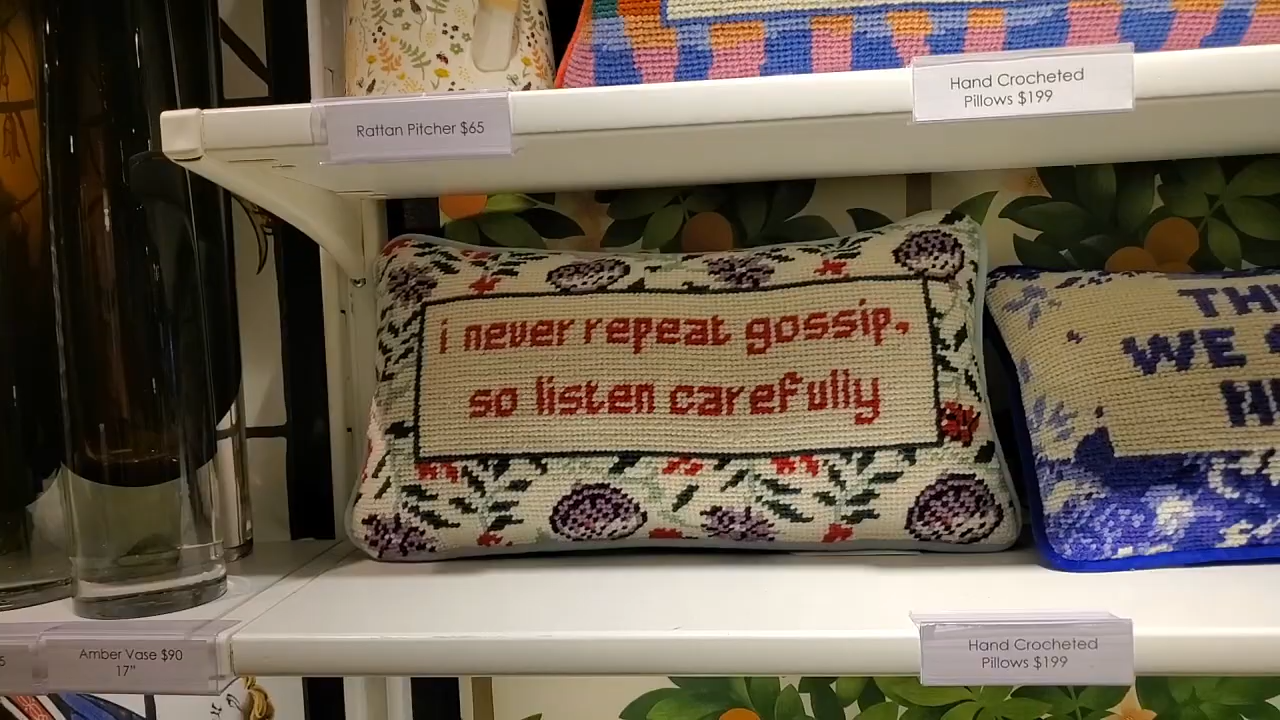 Rattan Pitcher $65
Hand Crocheted
Pillows $199
i never repeat gossip,
so listen carefully
WE
Amber Vase $90
17"
Hand Crocheted
Pillows $199